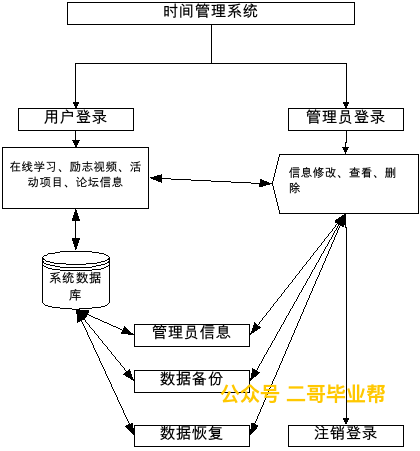 时间管理系统
用户登录
管理员登录
在线学习、励志视频、活
动项目、论坛信息
信息修改、查看、删
除
系统数据
库
管理员信息
数据备份
公众号 二哥毕业帮
数据恢复
注销登录